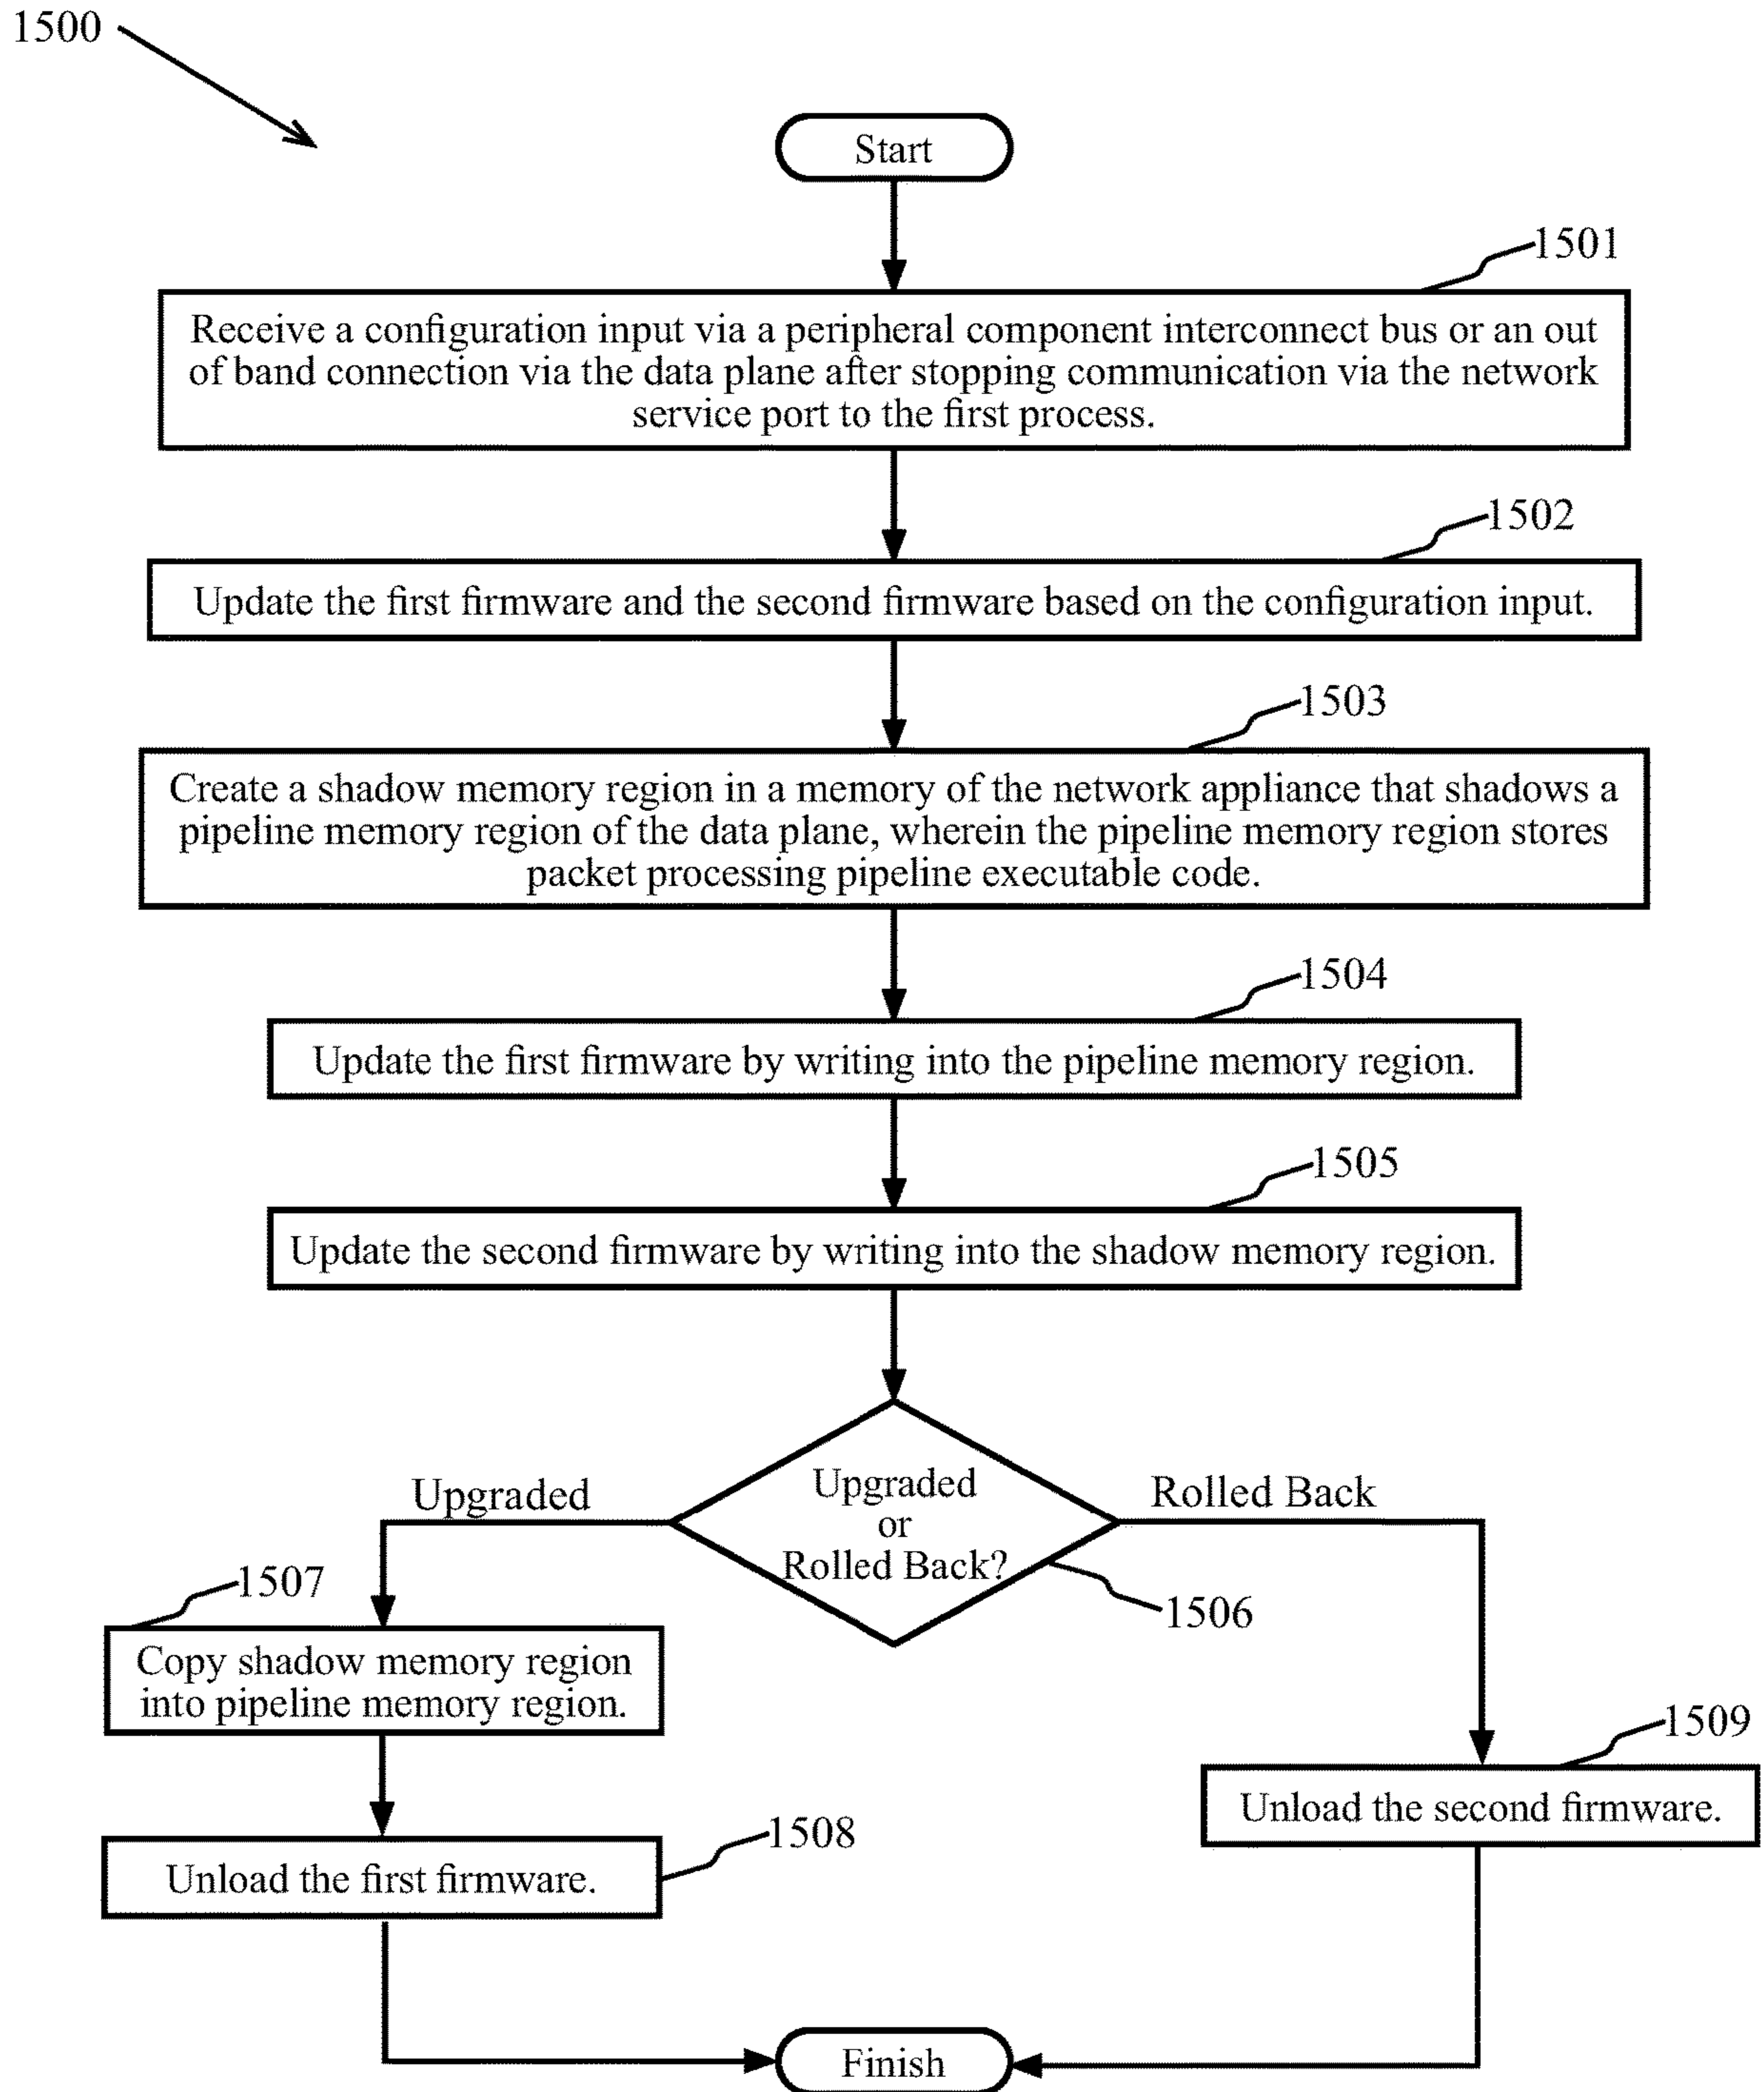 1500
Start
1501
Receive a configuration input via a peripheral component interconnect bus or an out
of band connection via the data plane after stopping communication via the network
service port to the first process.
1502
Update the first firmware and the second firmware based on the configuration input.
1503
Create a shadow memory region in a memory of the network appliance that shadows a
pipeline memory region of the data plane, wherein the pipeline memory region stores
packet processing pipeline executable code.
1504
Update the first firmware by writing into the pipeline memory region.
1505
Update the second firmware by writing into the shadow memory region.
Upgraded
or
Rolled Back?
1506
Upgraded
Rolled Back
1507
Copy shadow memory region
into pipeline memory region.
1508
Unload the first firmware.
1509
Unload the second firmware.
Finish